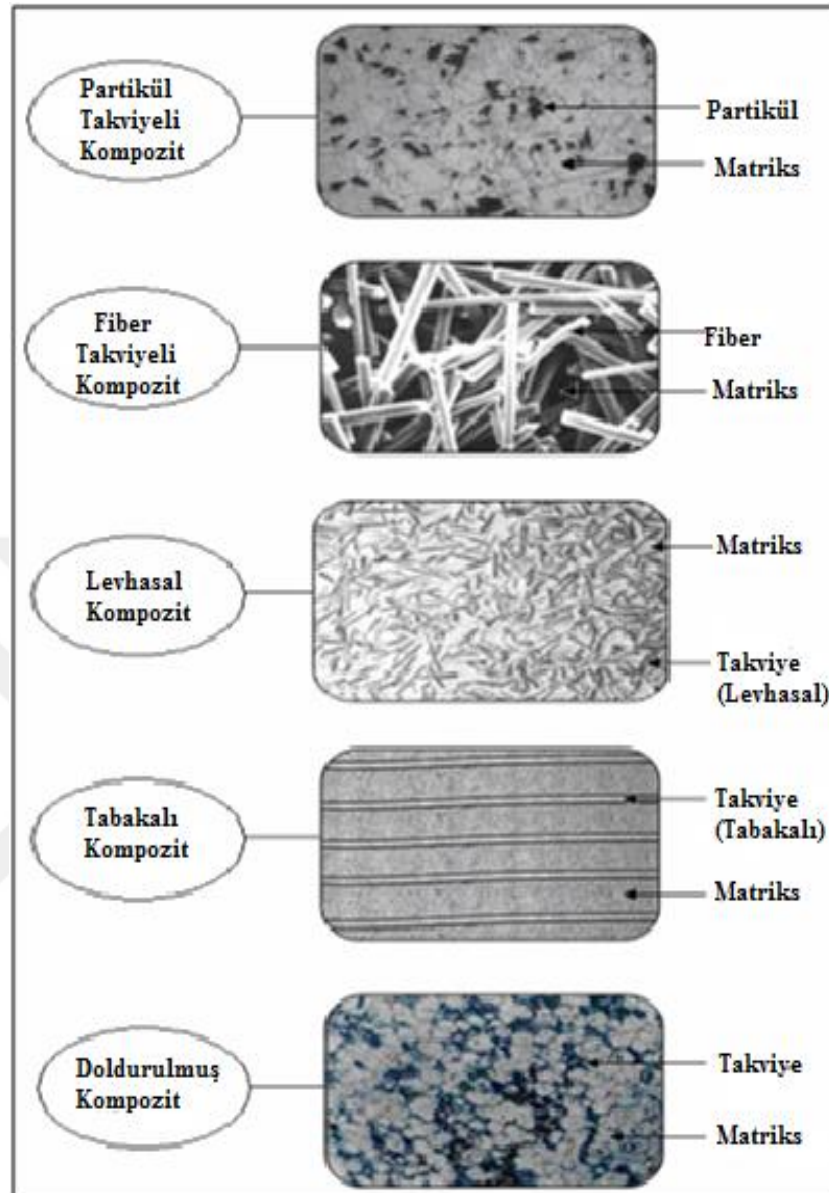 Partikül
Takviyeli
Kompozit
Partikül
Matriks
Fiber
Takviyeli
Kompozit
Fiber
Matriks
Levhasal
Kompozit
Matriks
Takviye
(Levhasal)
Tabakalı
Kompozit
Takviye
(Tabakalı)
Matriks
Doldurulmuş
Kompozit
Takviye
Matriks